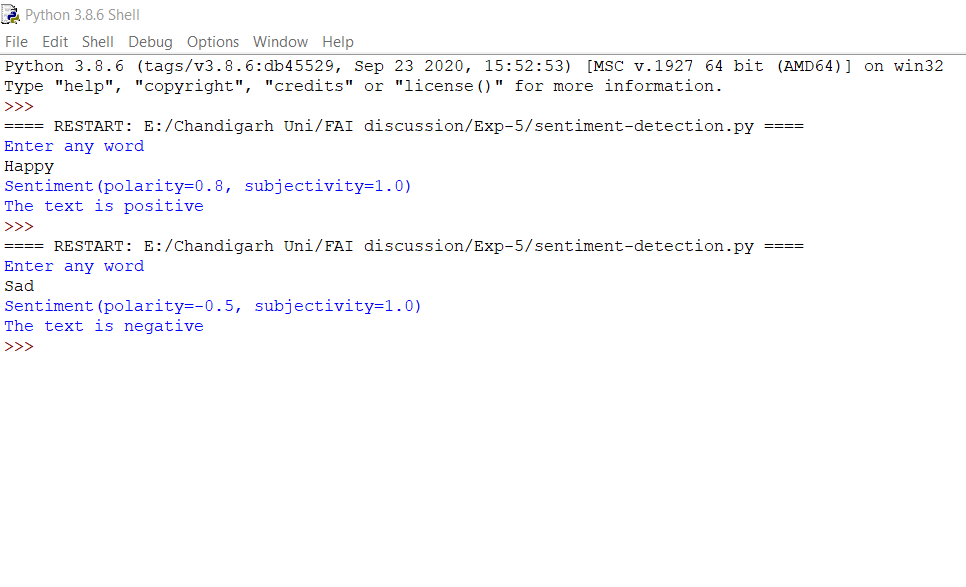 Python 3.8.6 Shell
File Edit Shell Debug Options Window Help
Python 3.8.6 (tags/v3.8.6:db45529, Sep 23 2020, 15:52:53) [MSC v.1927 64 bit (AMD64)] on win32
Type "help", "copyright", "credits" or "license()" for more information.
>>>
==== RESTART: E:/Chandigarh Uni/FAI discussion/Exp-5/sentiment-detection.py ====
Enter any word
Happy
Sentiment(polarity=0.8, subjectivity=1.0)
The text is positive
>>>
==== RESTART: E:/Chandigarh Uni/FAI discussion/Exp-5/sentiment-detection.py ====
Enter any word
Sad
Sentiment(polarity=-0.5, subjectivity=1.0)
The text is negative
>>>